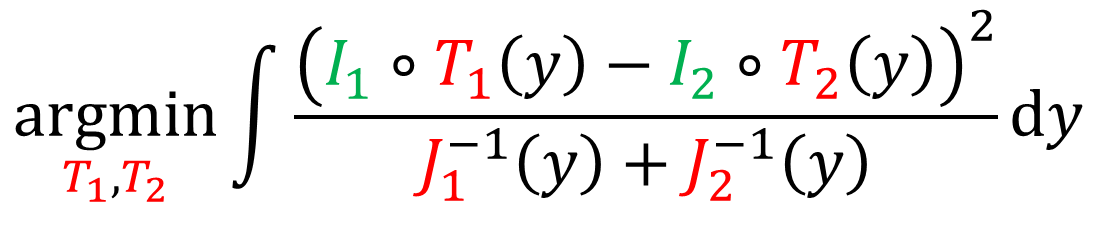 argmin ∫ (I₁ ∘ T₁(y) − I₂ ∘ T₂(y))² dy
T₁,T₂
J₁⁻¹(y) + J₂⁻¹(y)